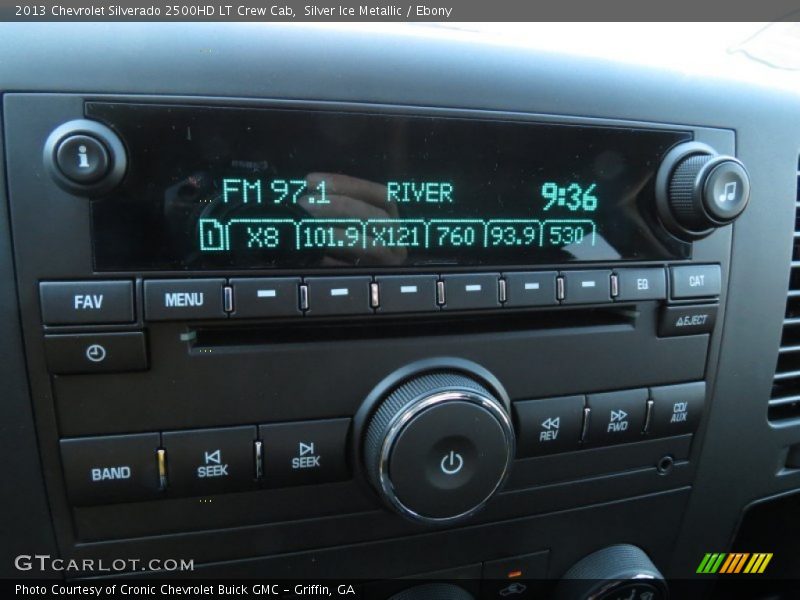 2013 Chevrolet Silverado 2500HD LT Crew Cab,  Silver Ice Metallic / Ebony
FM 97.1 RIVER 9:36
1 X8 101.9 X121 760 93.9 530
FAV MENU EQ CAT
EJECT
REV FWD CD/AUX
BAND SEEK SEEK
GTCARLOT.COM
Photo Courtesy of Cronic Chevrolet Buick GMC - Griffin, GA